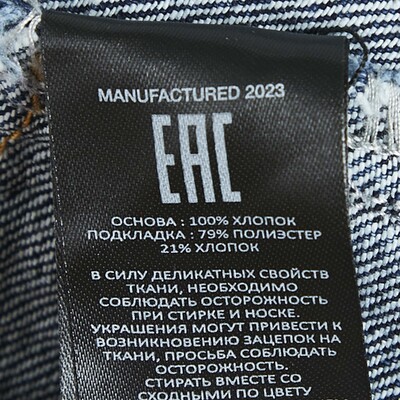 MANUFACTURED 2023
EAC
ОСНОВА : 100% ХЛОПОК
ПОДКЛАДКА : 79% ПОЛИЭСТЕР
21% ХЛОПОК
В СИЛУ ДЕЛИКАТНЫХ СВОЙСТВ
ТКАНИ, НЕОБХОДИМО
СОБЛЮДАТЬ ОСТОРОЖНОСТЬ
ПРИ СТИРКЕ И НОСКЕ.
УКРАШЕНИЯ МОГУТ ПРИВЕСТИ К
ВОЗНИКНОВЕНИЮ ЗАЦЕПОК НА
ТКАНИ, ПРОСЬБА СОБЛЮДАТЬ
ОСТОРОЖНОСТЬ.
СТИРАТЬ ВМЕСТЕ СО
СХОДНЫМИ ПО ЦВЕТУ